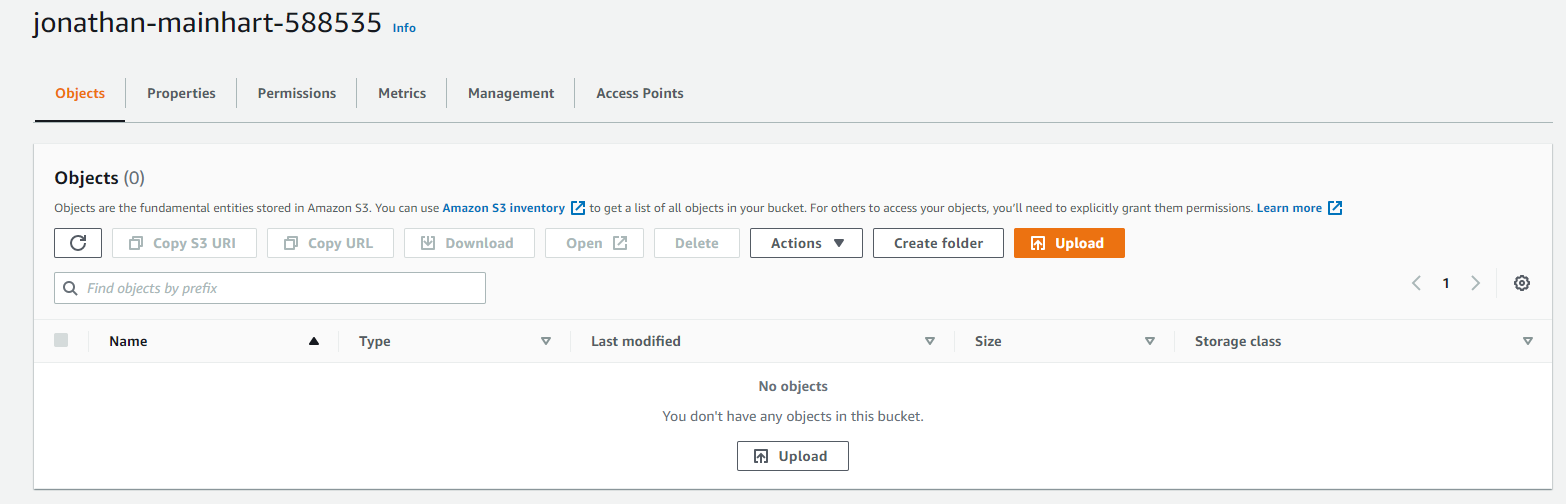 jonathan-mainhart-588535 Info
Objects Properties Permissions Metrics Management Access Points
Objects (0)
Objects are the fundamental entities stored in Amazon S3. You can use Amazon S3 inventory to get a list of all objects in your bucket. For others to access your objects, you’ll need to explicitly grant them permissions. Learn more
Copy S3 URI Copy URL Download Open Delete Actions Create folder Upload
Find objects by prefix 1
Name Type Last modified Size Storage class
No objects
You don't have any objects in this bucket.
Upload